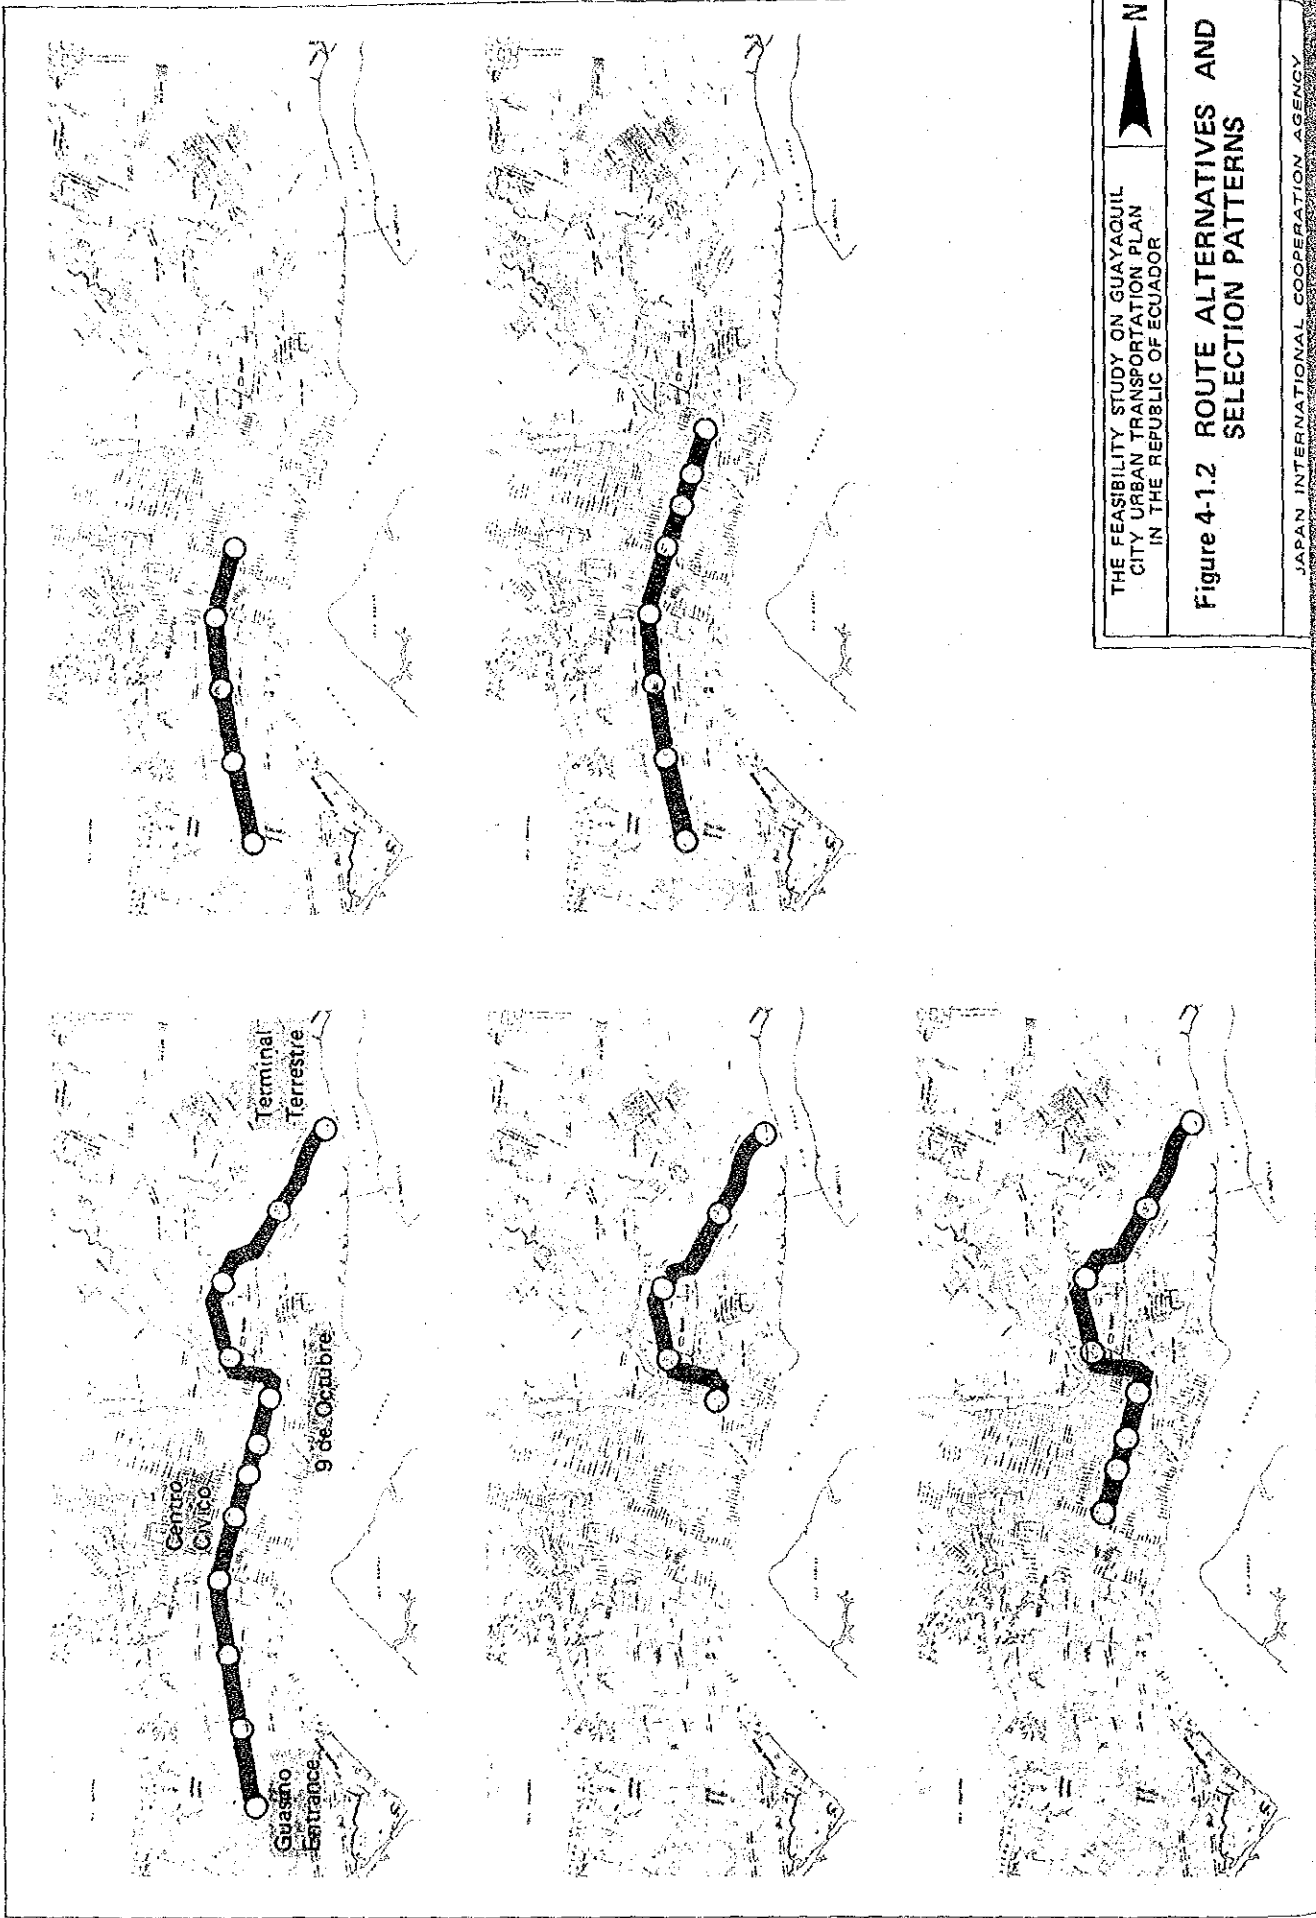 Terminal
Terrestre
Centro
Civico
9 de Octubre
Guasmo
Entrance
THE FEASIBILITY STUDY ON GUAYAQUIL
CITY URBAN TRANSPORTATION PLAN
IN THE REPUBLIC OF ECUADOR
N
Figure 4-1.2 ROUTE ALTERNATIVES AND
SELECTION PATTERNS
JAPAN INTERNATIONAL COOPERATION AGENCY